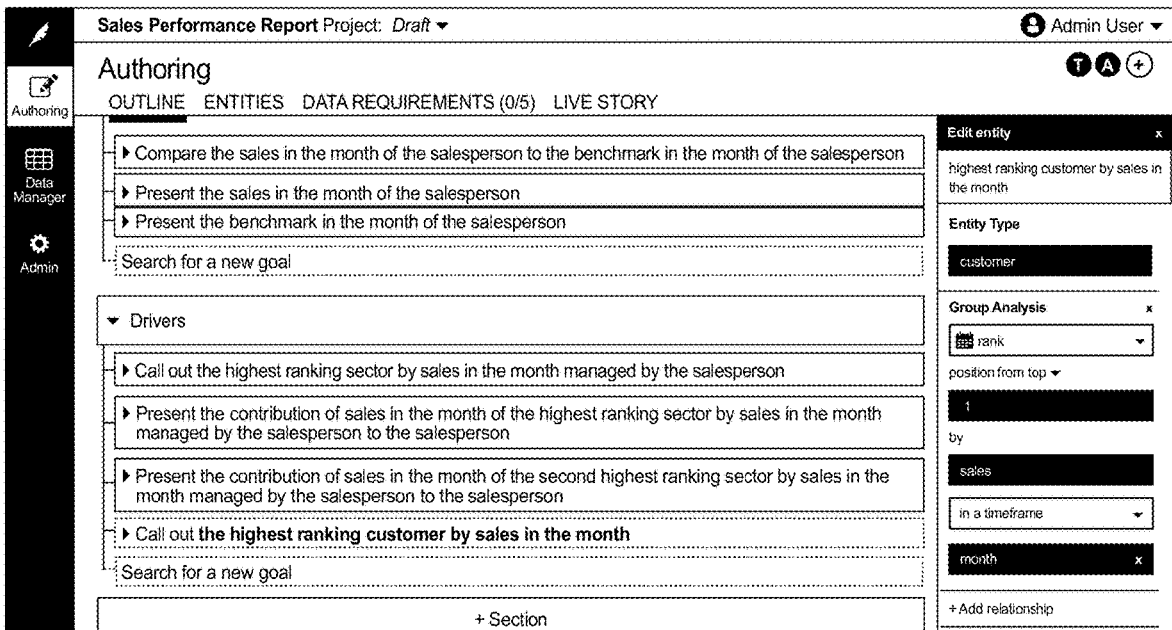 Sales Performance Report Project: Draft
Admin User
Authoring
T A +
OUTLINE ENTITIES DATA REQUIREMENTS (0/5) LIVE STORY
Authoring
Data
Manager
Admin
Compare the sales in the month of the salesperson to the benchmark in the month of the salesperson
Present the sales in the month of the salesperson
Present the benchmark in the month of the salesperson
Search for a new goal
Drivers
Call out the highest ranking sector by sales in the month managed by the salesperson
Present the contribution of sales in the month of the highest ranking sector by sales in the month
managed by the salesperson to the salesperson
Present the contribution of sales in the month of the second highest ranking sector by sales in the
month managed by the salesperson to the salesperson
Call out the highest ranking customer by sales in the month
Search for a new goal
+ Section
Edit entity x
highest ranking customer by sales in
the month
Entity Type
customer
Group Analysis x
rank
position from top
1
by
sales
in a timeframe
month x
+ Add relationship